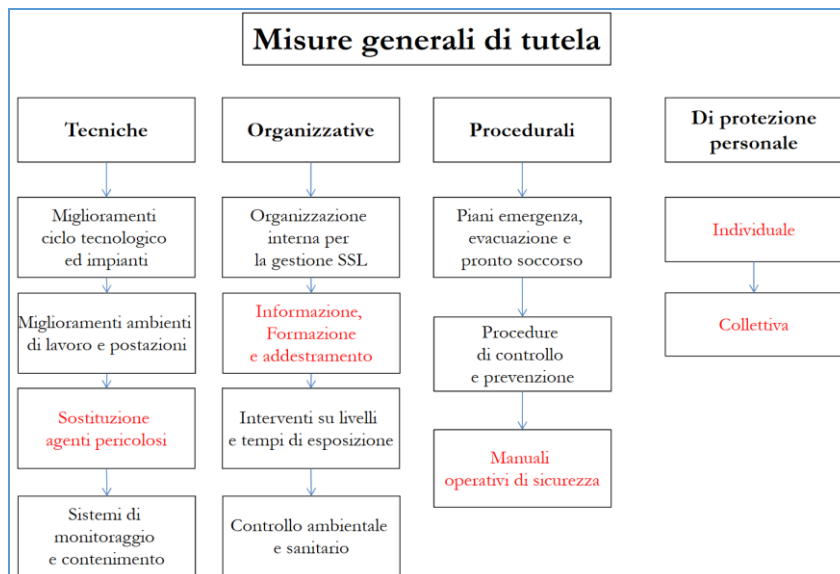 Misure generali di tutela
Tecniche
Miglioramenti
ciclo tecnologico
ed impianti
Miglioramenti ambienti
di lavoro e postazioni
Sostituzione
agenti pericolosi
Sistemi di
monitoraggio
e contenimento
Organizzative
Organizzazione
interna per
la gestione SSL
Informazione,
Formazione
e addestramento
Interventi su livelli
e tempi di esposizione
Controllo ambientale
e sanitario
Procedurali
Piani emergenza,
evacuazione e
pronto soccorso
Procedure
di controllo
e prevenzione
Manuali
operativi di sicurezza
Di protezione
personale
Individuale
Collettiva